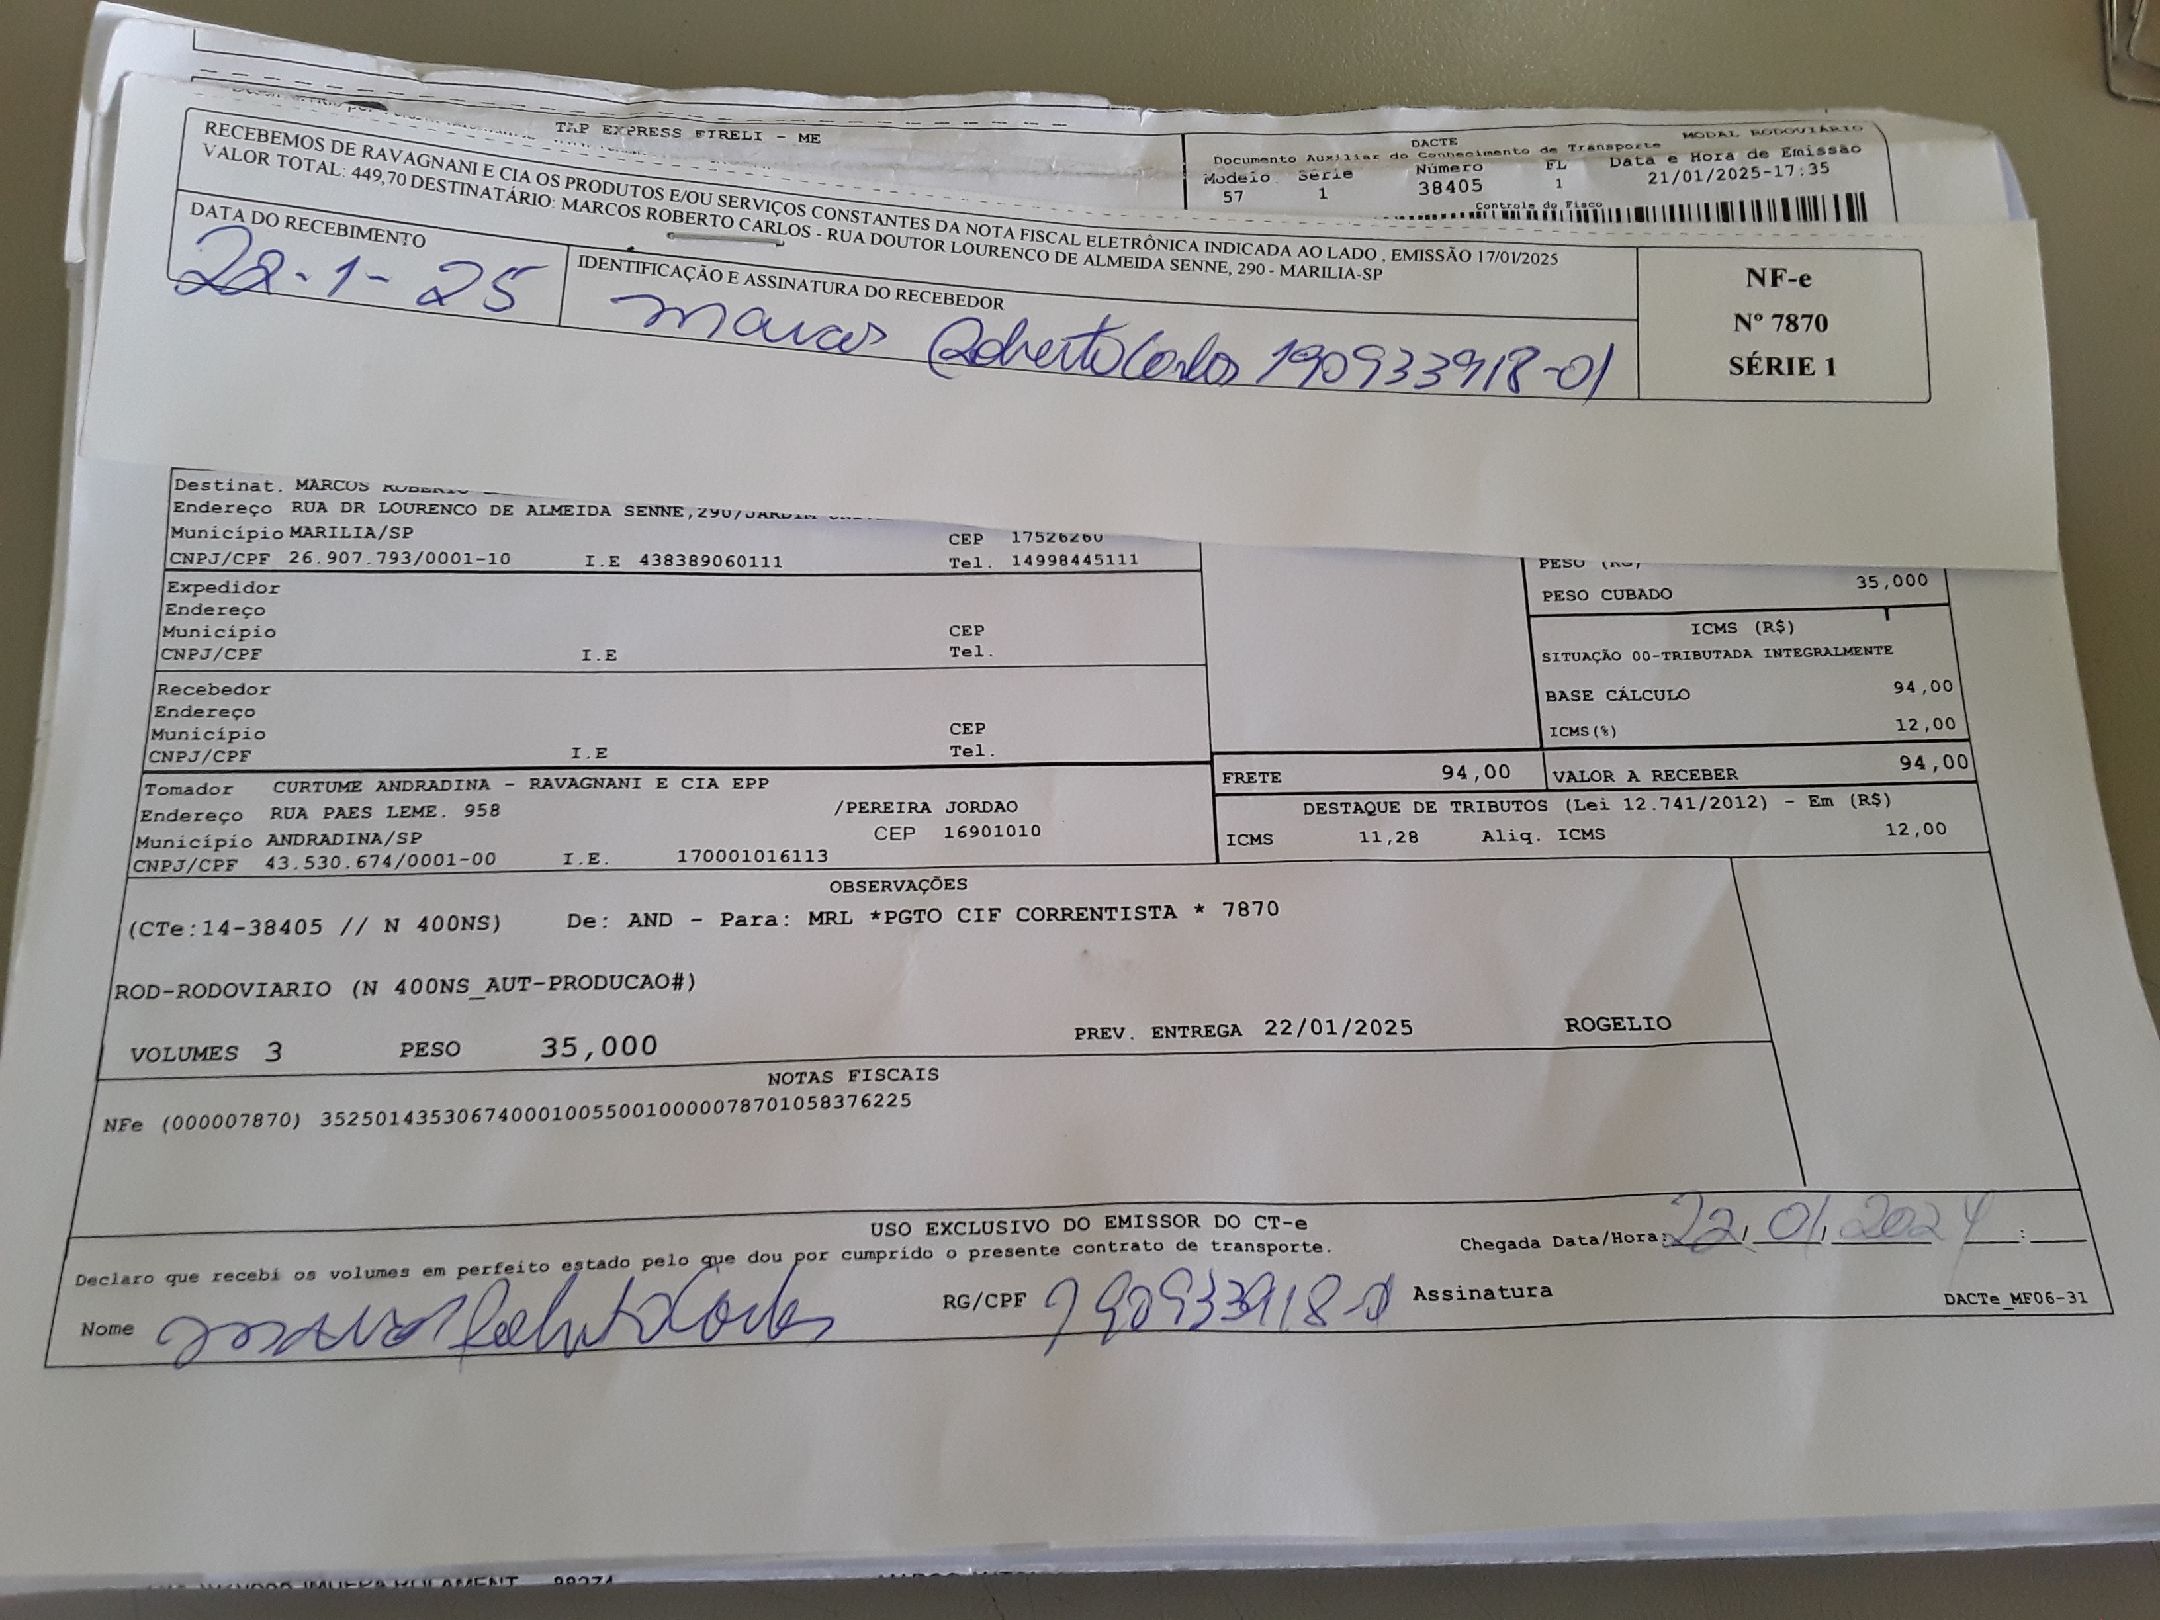 TAP EXPRESS EIRELI - ME
DACTE
MODAL RODOVIÁRIO
Documento Auxiliar do Conhecimento de Transporte
Modelo Série Número FL Data e Hora de Emissão
57 1 38405 1 21/01/2025-17:35
Controle do Fisco
RECEBEMOS DE RAVAGNANI E CIA OS PRODUTOS E/OU SERVIÇOS CONSTANTES DA NOTA FISCAL ELETRÔNICA INDICADA AO LADO , EMISSÃO 17/01/2025
VALOR TOTAL: 449,70 DESTINATÁRIO: MARCOS ROBERTO CARLOS - RUA DOUTOR LOURENCO DE ALMEIDA SENNE, 290 - MARILIA-SP
DATA DO RECEBIMENTO
22-1-25
IDENTIFICAÇÃO E ASSINATURA DO RECEBEDOR
Marcos Roberto Carlos 190933918-01
NF-e
Nº 7870
SÉRIE 1
Destinat. MARCOS ROBERTO
Endereço RUA DR LOURENCO DE ALMEIDA SENNE,290/JARDIM
Município MARILIA/SP CEP 17526260
CNPJ/CPF 26.907.793/0001-10 I.E 438389060111 Tel. 14998445111
Expedidor
Endereço
Município CEP
CNPJ/CPF I.E Tel.
Recebedor
Endereço
Município CEP
CNPJ/CPF I.E Tel.
PESO (KG)
PESO CUBADO 35,000
ICMS (R$)
SITUAÇÃO 00-TRIBUTADA INTEGRALMENTE
BASE CÁLCULO 94,00
ICMS(%) 12,00
FRETE 94,00 VALOR A RECEBER 94,00
Tomador CURTUME ANDRADINA - RAVAGNANI E CIA EPP
Endereço RUA PAES LEME. 958 /PEREIRA JORDAO
Município ANDRADINA/SP CEP 16901010
CNPJ/CPF 43.530.674/0001-00 I.E. 170001016113
DESTAQUE DE TRIBUTOS (Lei 12.741/2012) - Em (R$)
ICMS 11,28 Aliq. ICMS 12,00
OBSERVAÇÕES
(CTe:14-38405 // N 400NS) De: AND - Para: MRL *PGTO CIF CORRENTISTA * 7870
ROD-RODOVIARIO (N 400NS_AUT-PRODUCAO#)
VOLUMES 3 PESO 35,000 PREV. ENTREGA 22/01/2025 ROGELIO
NOTAS FISCAIS
NFe (000007870) 35250143530674000100550010000078701058376225
USO EXCLUSIVO DO EMISSOR DO CT-e
Declaro que recebi os volumes em perfeito estado pelo que dou por cumprido o presente contrato de transporte.
Chegada Data/Hora: 22/01/2024 :
Nome Marcos Roberto Carlos RG/CPF 190933918-01 Assinatura
DACTe_MF06-31